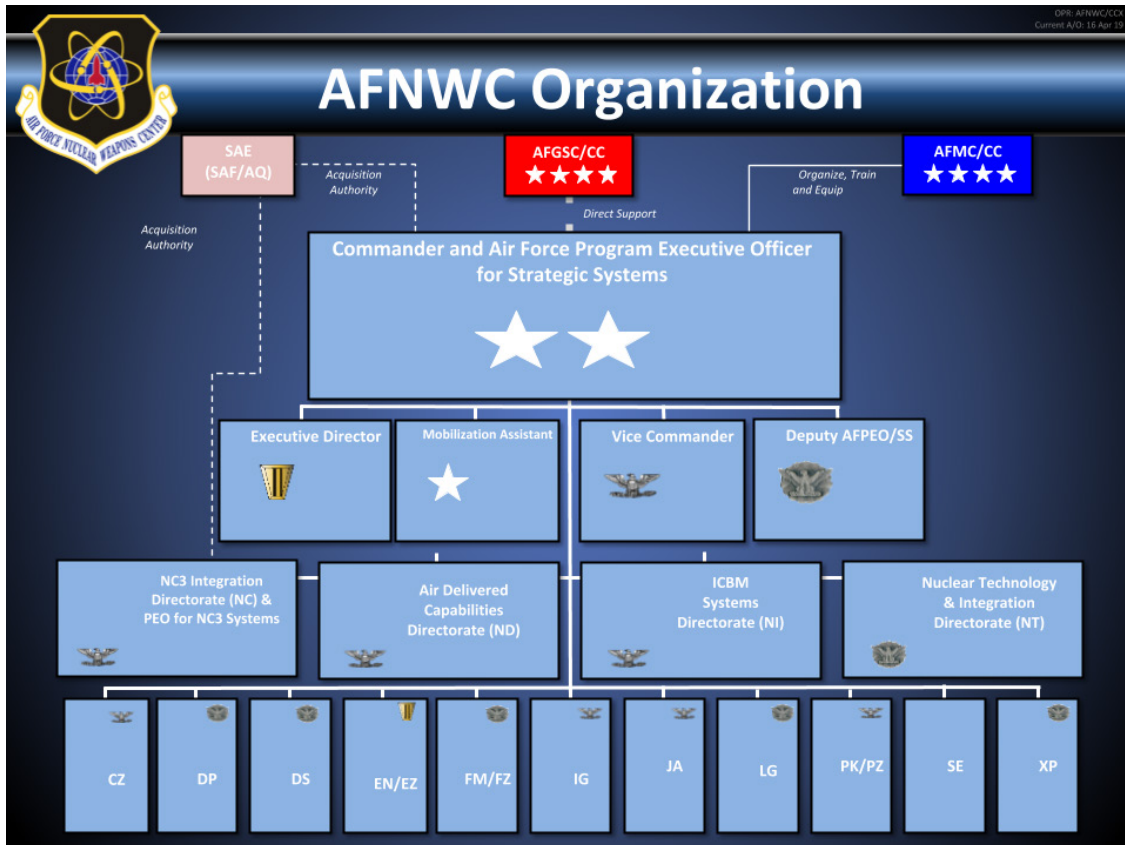 OPR: AFNWC/CCX
Current A/O: 16 Apr 19
AFNWC Organization
AIR FORCE NUCLEAR WEAPONS CENTER
SAE
(SAF/AQ)
AFGSC/CC
AFMC/CC
Acquisition
Authority
Organize, Train
and Equip
Direct Support
Acquisition
Authority
Commander and Air Force Program Executive Officer
for Strategic Systems
Executive Director
Mobilization Assistant
Vice Commander
Deputy AFPEO/SS
NC3 Integration
Directorate (NC) &
PEO for NC3 Systems
Air Delivered
Capabilities
Directorate (ND)
ICBM
Systems
Directorate (NI)
Nuclear Technology
& Integration
Directorate (NT)
CZ
DP
DS
EN/EZ
FM/FZ
IG
JA
LG
PK/PZ
SE
XP